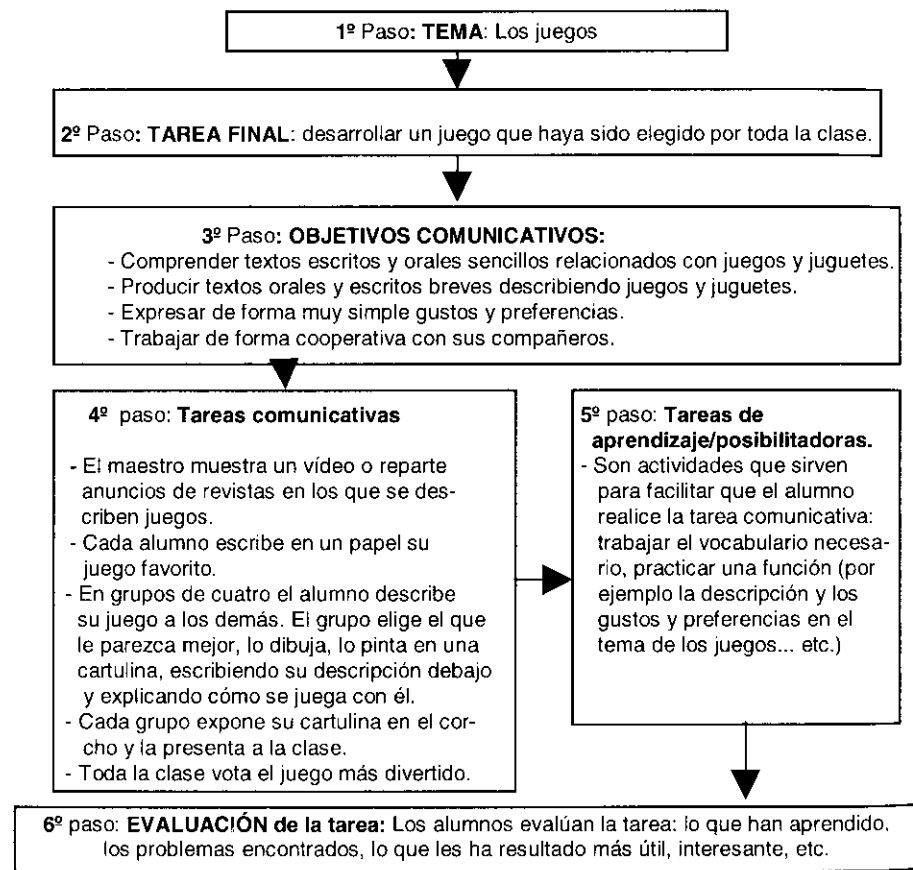 1º Paso: TEMA: Los juegos
2º Paso: TAREA FINAL: desarrollar un juego que haya sido elegido por toda la clase.
3º Paso: OBJETIVOS COMUNICATIVOS:
- Comprender textos escritos y orales sencillos relacionados con juegos y juguetes.
- Producir textos orales y escritos breves describiendo juegos y juguetes.
- Expresar de forma muy simple gustos y preferencias.
- Trabajar de forma cooperativa con sus compañeros.
4º paso: Tareas comunicativas
- El maestro muestra un vídeo o reparte
anuncios de revistas en los que se des-
criben juegos.
- Cada alumno escribe en un papel su
juego favorito.
- En grupos de cuatro el alumno describe
su juego a los demás. El grupo elige el que
le parezca mejor, lo dibuja, lo pinta en una
cartulina, escribiendo su descripción debajo
y explicando cómo se juega con él.
- Cada grupo expone su cartulina en el cor-
cho y la presenta a la clase.
- Toda la clase vota el juego más divertido.
5º paso: Tareas de
aprendizaje/posibilitadoras.
- Son actividades que sirven
para facilitar que el alumno
realice la tarea comunicativa:
trabajar el vocabulario necesa-
rio, practicar una función (por
ejemplo la descripción y los
gustos y preferencias en el
tema de los juegos... etc.)
6º paso: EVALUACIÓN de la tarea: Los alumnos evalúan la tarea: lo que han aprendido,
los problemas encontrados, lo que les ha resultado más útil, interesante, etc.